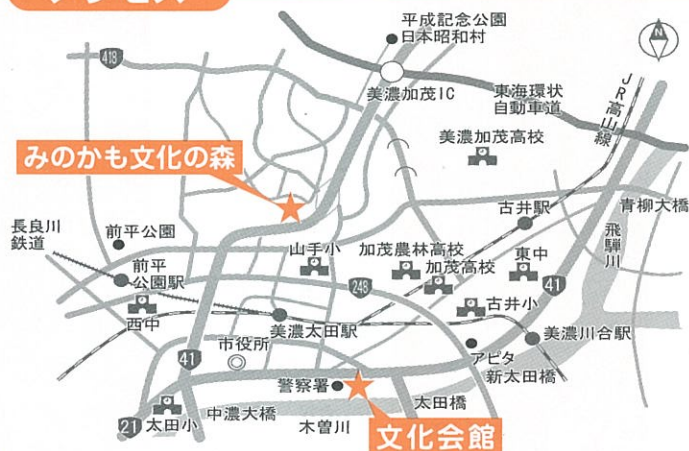 アクセス
平成記念公園
日本昭和村
N
418
美濃加茂IC
東海環状
自動車道
JR高山線
美濃加茂高校
みのかも文化の森
長良川
鉄道
前平公園
前平
公園駅
山手小
加茂農林高校
加茂高校
古井駅
青柳大橋
飛騨川
東中
41
248
西中
美濃太田駅
古井小
美濃川合駅
市役所
41
アピタ
新太田橋
警察署
太田橋
21
太田小
中濃大橋
木曽川
文化会館